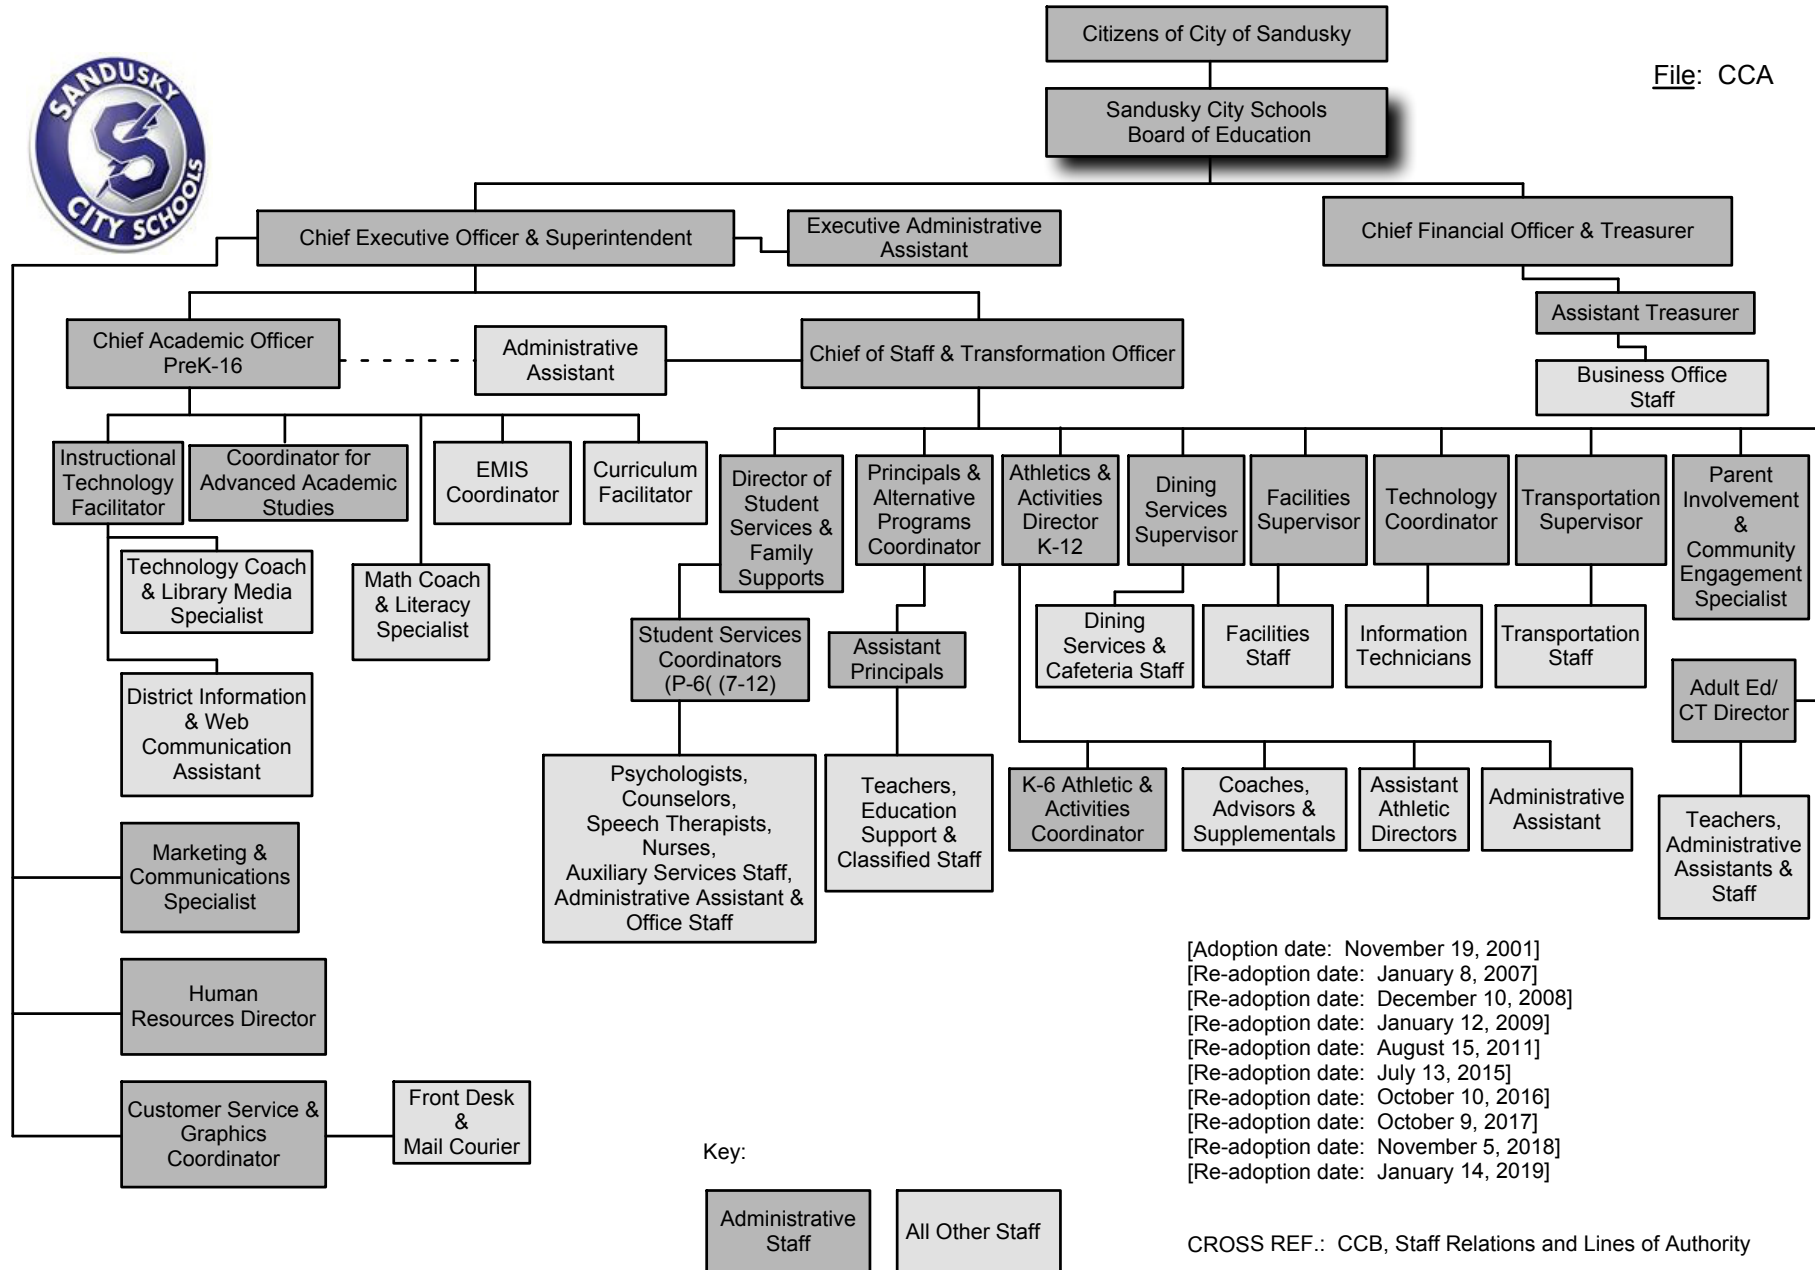 Citizens of City of Sandusky
File: CCA
SANDUSKY
CITY SCHOOLS
S
Sandusky City Schools
Board of Education
Chief Executive Officer & Superintendent
Executive Administrative
Assistant
Chief Financial Officer & Treasurer
Assistant Treasurer
Business Office
Staff
Chief Academic Officer
PreK-16
Administrative
Assistant
Chief of Staff & Transformation Officer
Instructional
Technology
Facilitator
Coordinator for
Advanced Academic
Studies
EMIS
Coordinator
Curriculum
Facilitator
Director of
Student
Services &
Family
Supports
Principals &
Alternative
Programs
Coordinator
Athletics &
Activities
Director
K-12
Dining
Services
Supervisor
Facilities
Supervisor
Technology
Coordinator
Transportation
Supervisor
Parent
Involvement
&
Community
Engagement
Specialist
Technology Coach
& Library Media
Specialist
Math Coach
& Literacy
Specialist
Student Services
Coordinators
(P-6( (7-12)
Assistant
Principals
Dining
Services &
Cafeteria Staff
Facilities
Staff
Information
Technicians
Transportation
Staff
Adult Ed/
CT Director
District Information
& Web
Communication
Assistant
Psychologists,
Counselors,
Speech Therapists,
Nurses,
Auxiliary Services Staff,
Administrative Assistant &
Office Staff
Teachers,
Education
Support &
Classified Staff
K-6 Athletic &
Activities
Coordinator
Coaches,
Advisors &
Supplementals
Assistant
Athletic
Directors
Administrative
Assistant
Teachers,
Administrative
Assistants &
Staff
Marketing &
Communications
Specialist
Human
Resources Director
Customer Service &
Graphics
Coordinator
Front Desk
&
Mail Courier
[Adoption date: November 19, 2001]
[Re-adoption date: January 8, 2007]
[Re-adoption date: December 10, 2008]
[Re-adoption date: January 12, 2009]
[Re-adoption date: August 15, 2011]
[Re-adoption date: July 13, 2015]
[Re-adoption date: October 10, 2016]
[Re-adoption date: October 9, 2017]
[Re-adoption date: November 5, 2018]
[Re-adoption date: January 14, 2019]
Key:
Administrative
Staff
All Other Staff
CROSS REF.: CCB, Staff Relations and Lines of Authority